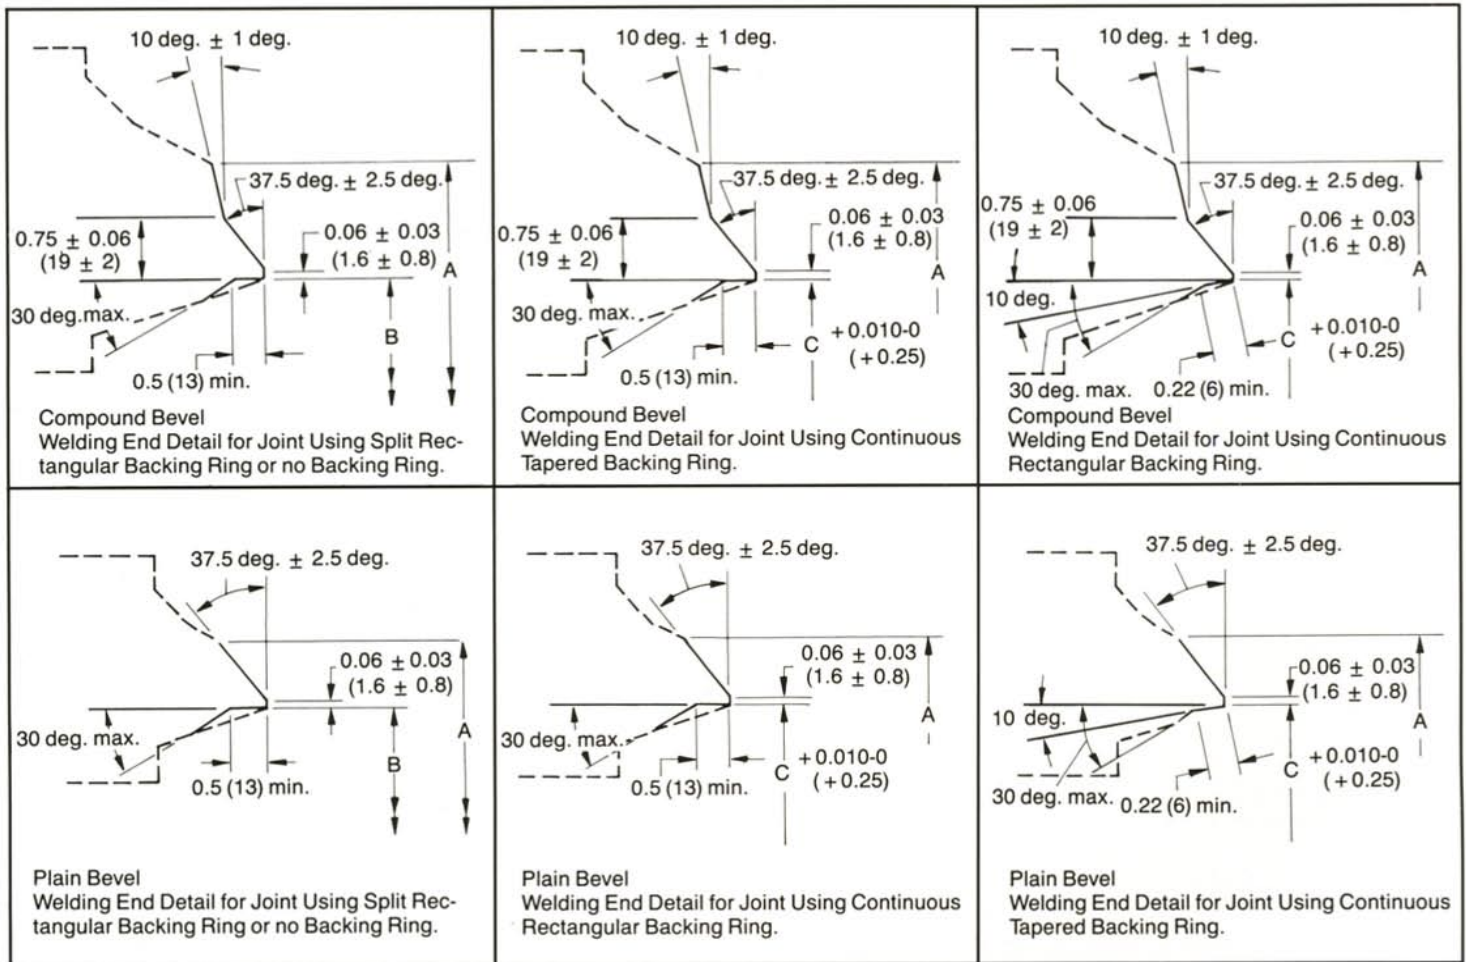 10 deg. ± 1 deg.
37.5 deg. ± 2.5 deg.
0.75 ± 0.06
(19 ± 2)
0.06 ± 0.03
(1.6 ± 0.8)
A
30 deg.max.
B
0.5 (13) min.
Compound Bevel
Welding End Detail for Joint Using Split Rec-
tangular Backing Ring or no Backing Ring.
10 deg. ± 1 deg.
37.5 deg. ± 2.5 deg.
0.75 ± 0.06
(19 ± 2)
0.06 ± 0.03
(1.6 ± 0.8)
A
30 deg. max.
C
+0.010-0
(+0.25)
0.5 (13) min.
Compound Bevel
Welding End Detail for Joint Using Continuous
Tapered Backing Ring.
10 deg. ± 1 deg.
37.5 deg. ± 2.5 deg.
0.75 ± 0.06
(19 ± 2)
0.06 ± 0.03
(1.6 ± 0.8)
A
10 deg.
C
+0.010-0
(+0.25)
30 deg. max.
0.22 (6) min.
Compound Bevel
Welding End Detail for Joint Using Continuous
Rectangular Backing Ring.
37.5 deg. ± 2.5 deg.
0.06 ± 0.03
(1.6 ± 0.8)
A
30 deg. max.
B
0.5 (13) min.
Plain Bevel
Welding End Detail for Joint Using Split Rec-
tangular Backing Ring or no Backing Ring.
37.5 deg. ± 2.5 deg.
0.06 ± 0.03
(1.6 ± 0.8)
A
30 deg. max.
C
+0.010-0
(+0.25)
0.5 (13) min.
Plain Bevel
Welding End Detail for Joint Using Continuous
Rectangular Backing Ring.
37.5 deg. ± 2.5 deg.
0.06 ± 0.03
(1.6 ± 0.8)
A
10 deg.
C
+0.010-0
(+0.25)
30 deg. max.
0.22 (6) min.
Plain Bevel
Welding End Detail for Joint Using Continuous
Tapered Backing Ring.